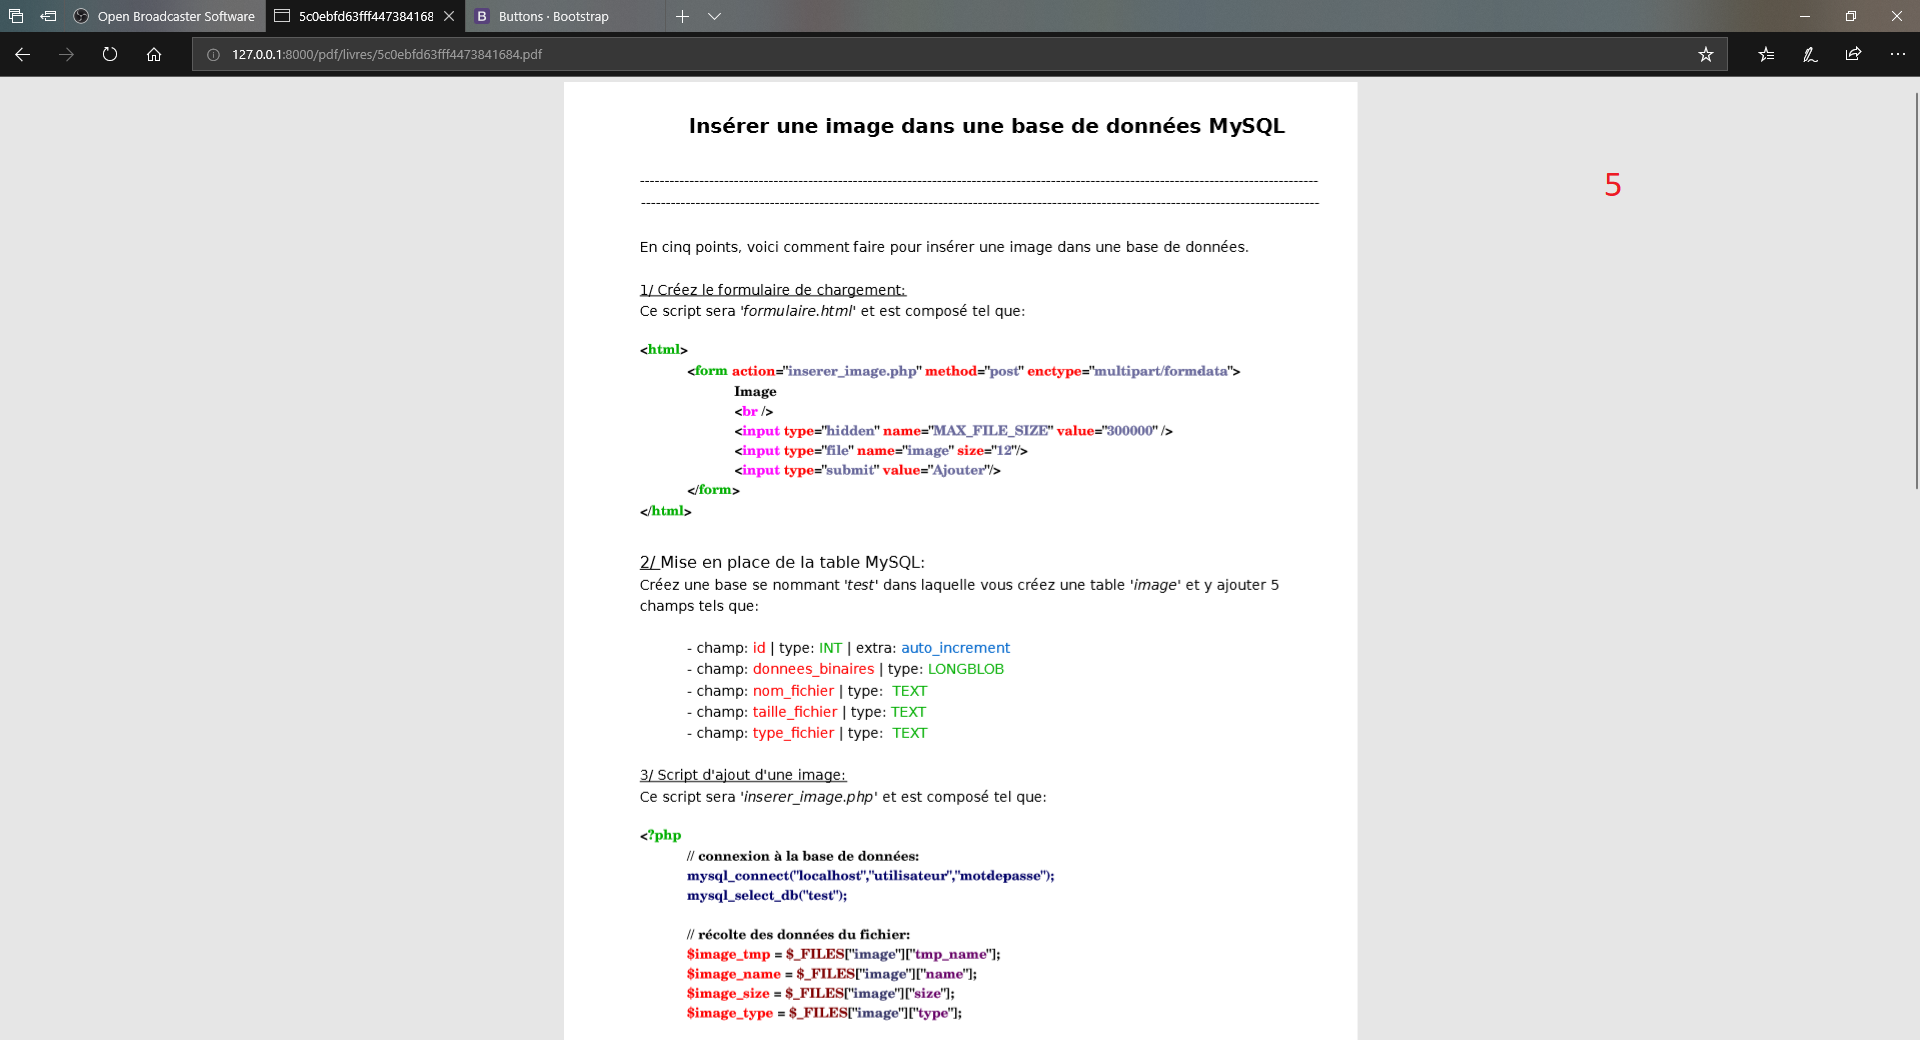 Open Broadcaster Software
5c0ebfd63fff447384168
Buttons · Bootstrap
127.0.0.1:8000/pdf/livres/5c0ebfd63fff4473841684.pdf
Insérer une image dans une base de données MySQL
5
En cinq points, voici comment faire pour insérer une image dans une base de données.
1/ Créez le formulaire de chargement:
Ce script sera 'formulaire.html' et est composé tel que:
<html>
<form action="inserer_image.php" method="post" enctype="multipart/formdata">
Image
<br />
<input type="hidden" name="MAX_FILE_SIZE" value="300000" />
<input type="file" name="image" size="12"/>
<input type="submit" value="Ajouter"/>
</form>
</html>
2/ Mise en place de la table MySQL:
Créez une base se nommant 'test' dans laquelle vous créez une table 'image' et y ajouter 5
champs tels que:
- champ: id | type: INT | extra: auto_increment
- champ: donnees_binaires | type: LONGBLOB
- champ: nom_fichier | type: TEXT
- champ: taille_fichier | type: TEXT
- champ: type_fichier | type: TEXT
3/ Script d'ajout d'une image:
Ce script sera 'inserer_image.php' et est composé tel que:
<?php
// connexion à la base de données:
mysql_connect("localhost","utilisateur","motdepasse");
mysql_select_db("test");
// récolte des données du fichier:
$image_tmp = $_FILES["image"]["tmp_name"];
$image_name = $_FILES["image"]["name"];
$image_size = $_FILES["image"]["size"];
$image_type = $_FILES["image"]["type"];